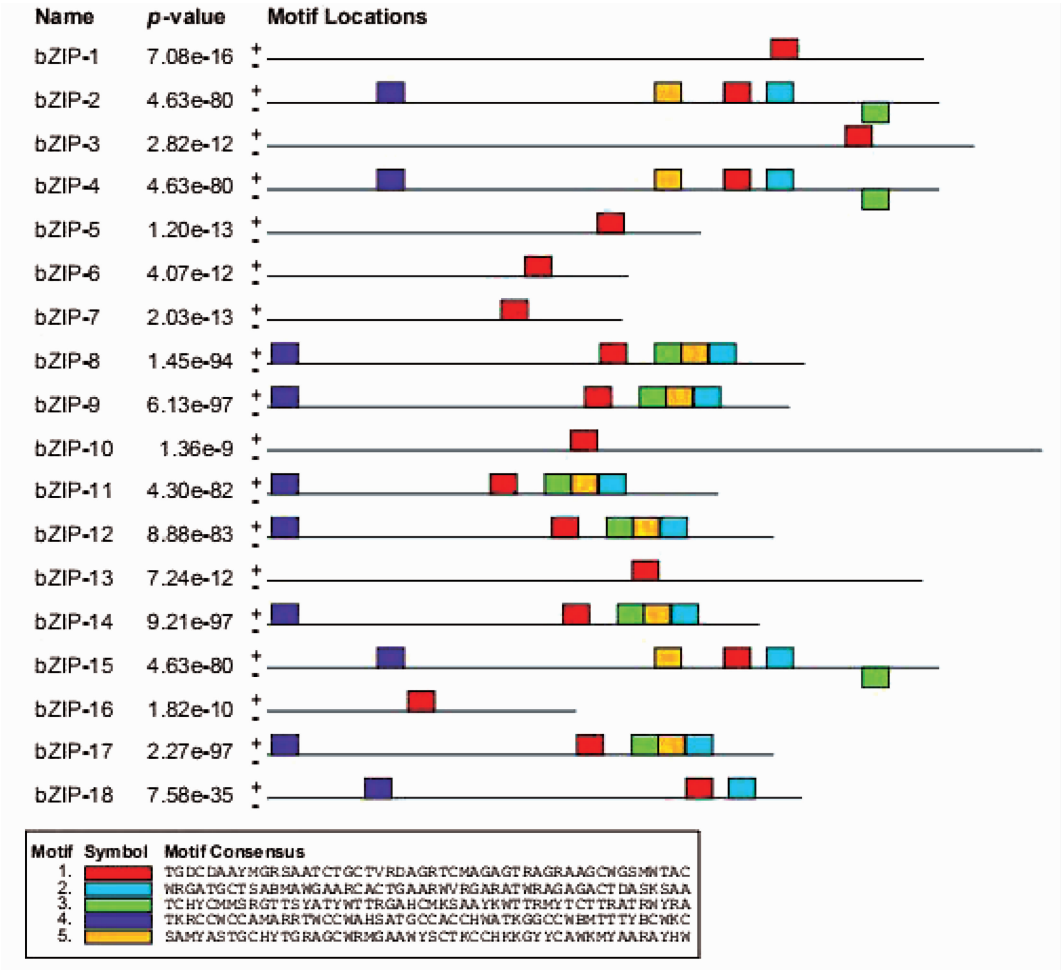 Name p-value Motif Locations
bZIP-1 7.08e-16 + -
bZIP-2 4.63e-80 + -
bZIP-3 2.82e-12 + -
bZIP-4 4.63e-80 + -
bZIP-5 1.20e-13 + -
bZIP-6 4.07e-12 + -
bZIP-7 2.03e-13 + -
bZIP-8 1.45e-94 + -
bZIP-9 6.13e-97 + -
bZIP-10 1.36e-9 + -
bZIP-11 4.30e-82 + -
bZIP-12 8.88e-83 + -
bZIP-13 7.24e-12 + -
bZIP-14 9.21e-97 + -
bZIP-15 4.63e-80 + -
bZIP-16 1.82e-10 + -
bZIP-17 2.27e-97 + -
bZIP-18 7.58e-35 + -
Motif Symbol Motif Consensus
1. TGDCDAAYMGRSAATCTGCTVRDAGRTCMAGAGTRAGRAAGCWGSMWTAC
2. WRGATGCTSABMAWGAARCACTGAARWVRGARATWRAGAGACTDASKSAA
3. TCHYCMMSRGTTSYATYWTTRGAHCMKSAAYKWTTRMYTCTTRATRWYRA
4. TKRCCWCCAMARRTWCCWAHSATGCCACCHWATKGGCCWBMTTTYBCWKC
5. SAMYASTGCHYTGRAGCWRMGAAWYSCTKCCHKKGYYCAWKMYAARAYHW